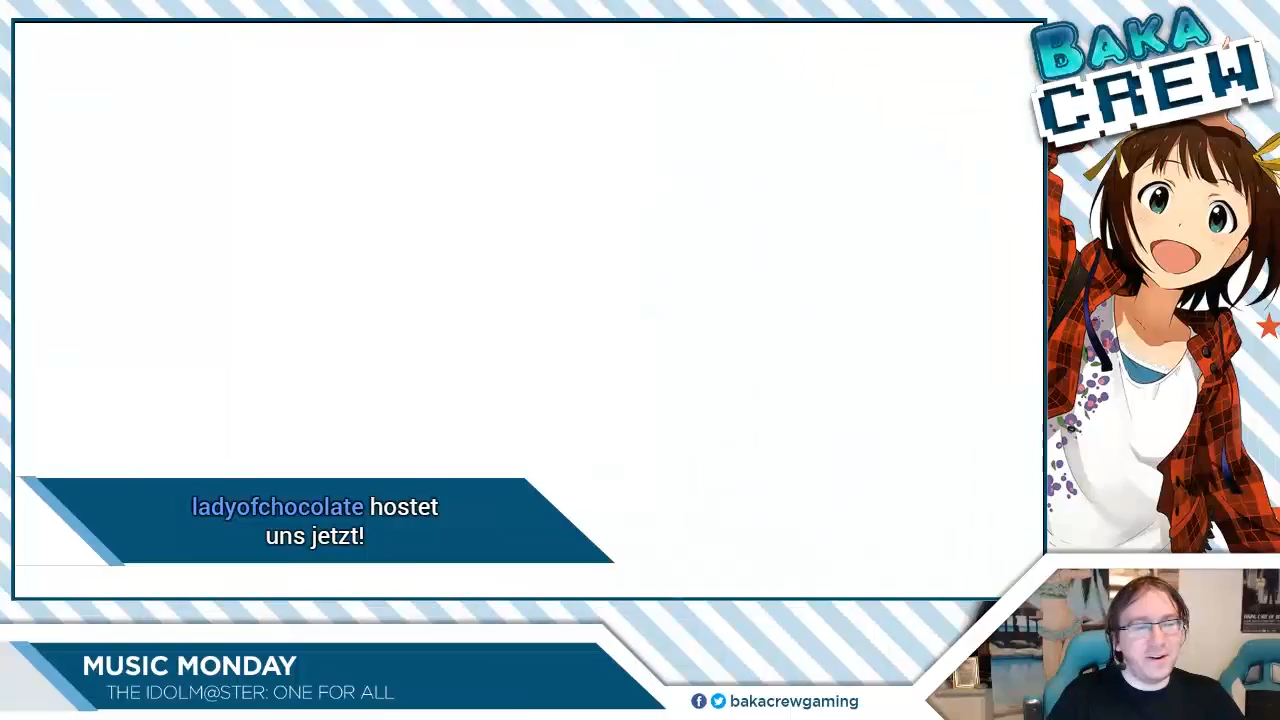 BAKA
CREW
ladyofchocolate hostet
uns jetzt!
MUSIC MONDAY
THE IDOLM@STER: ONE FOR ALL
bakacrewgaming